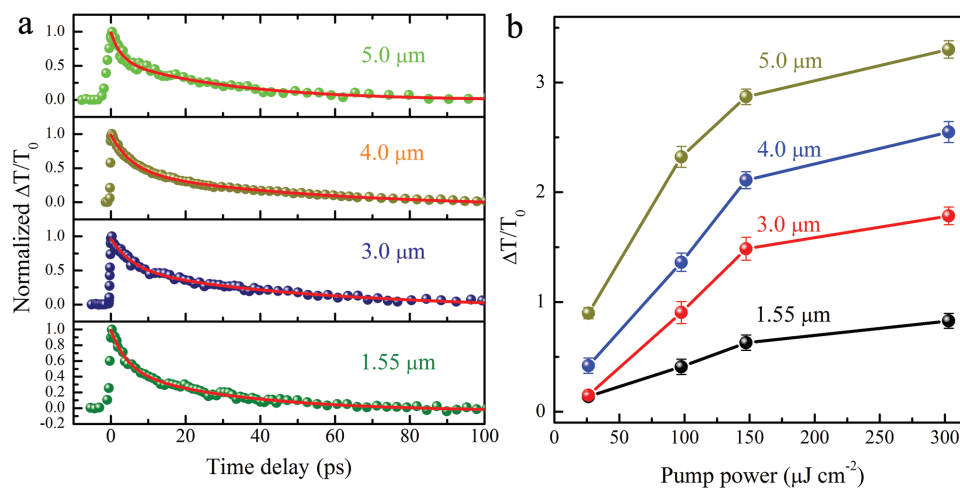 a
5.0 μm
1.0
0.5
0.0
4.0 μm
1.0
0.5
0.0
3.0 μm
1.0
0.5
0.0
1.55 μm
1.0
0.8
0.6
0.4
0.2
0.0
-0.2
0 20 40 60 80 100
Time delay (ps)
Normalized ΔT/T0
b
5.0 μm
4.0 μm
3.0 μm
1.55 μm
3
2
1
0
0 50 100 150 200 250 300
Pump power (μJ cm-2)
ΔT/T0